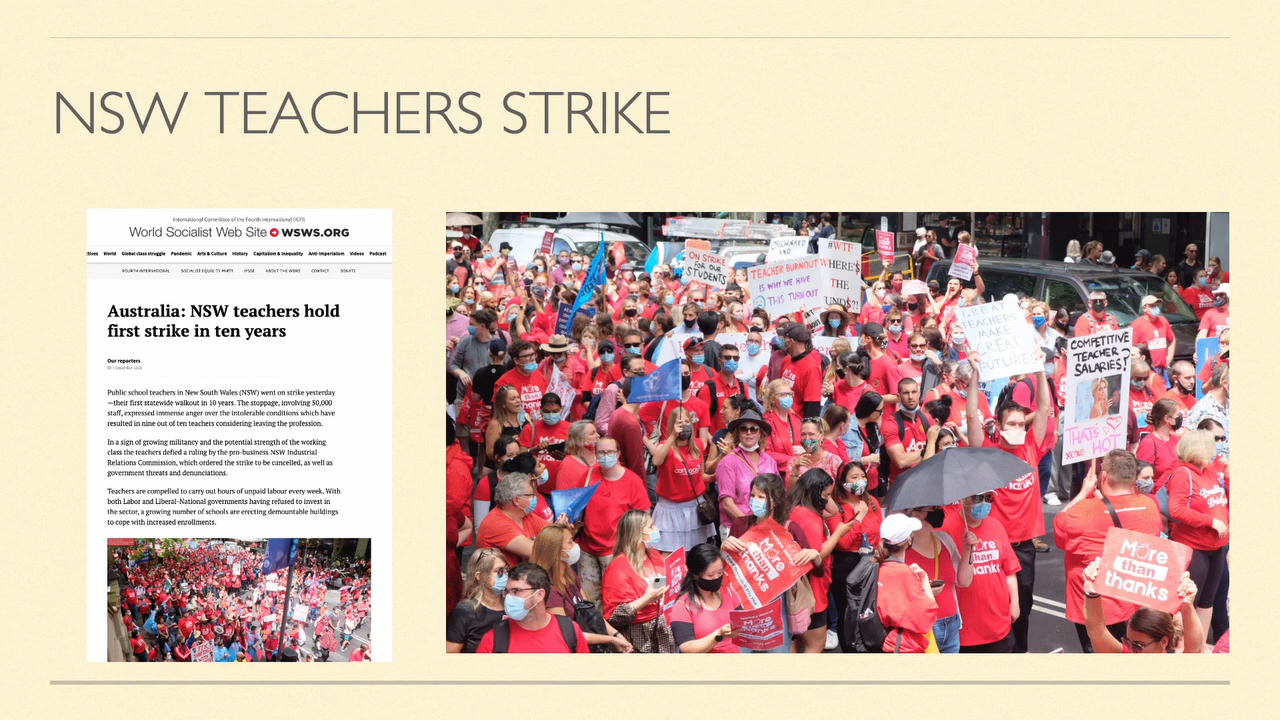 NSW TEACHERS STRIKE
International Committee of the Fourth International (ICFI)
World Socialist Web Site WSWS.ORG
World Global class struggle Pandemic Arts & Culture History Capitalism & Inequality Anti-Imperialism Videos Podcast
FOURTH INTERNATIONAL SOCIALIST EQUALITY PARTY IYSSE ABOUT THE WSWS CONTACT DONATE
Australia: NSW teachers hold
first strike in ten years
Our reporters
Public school teachers in New South Wales (NSW) went on strike yesterday
—their first statewide walkout in 10 years. The stoppage, involving 50,000
staff, expressed immense anger over the intolerable conditions which have
resulted in nine out of ten teachers considering leaving the profession.
In a sign of growing militancy and the potential strength of the working
class the teachers defied a ruling by the pro-business NSW Industrial
Relations Commission, which ordered the strike to be cancelled, as well as
government threats and denunciations.
Teachers are compelled to carry out hours of unpaid labour every week. With
both Labor and Liberal-National governments having refused to invest in
the sector, a growing number of schools are erecting demountable buildings
to cope with increased enrollments.
ON STRIKE
FOR OUR
STUDENTS
TEACHER BURNOUT
IS WHY WE HAVE
THIS TURN OUT
#WTF
WHERE'S
THE
FUNDS?!
GREAT
TEACHERS
MAKE
GREAT
FUTURES
COMPETITIVE
TEACHER
SALARIES?
THAT'S
HOT
More
than
thanks
More
than
thanks